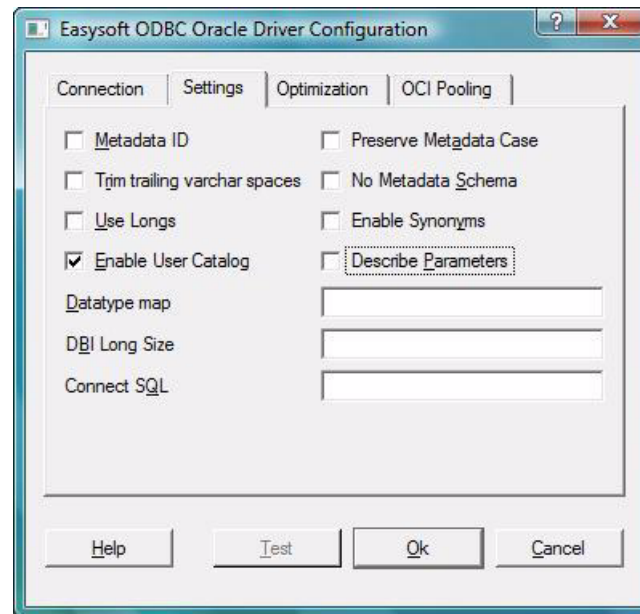 Easysoft ODBC Oracle Driver Configuration
?
X
Connection Settings Optimization OCI Pooling
Metadata ID Preserve Metadata Case
Trim trailing varchar spaces No Metadata Schema
Use Longs Enable Synonyms
Enable User Catalog Describe Parameters
Datatype map
DBI Long Size
Connect SQL
Help Test Ok Cancel